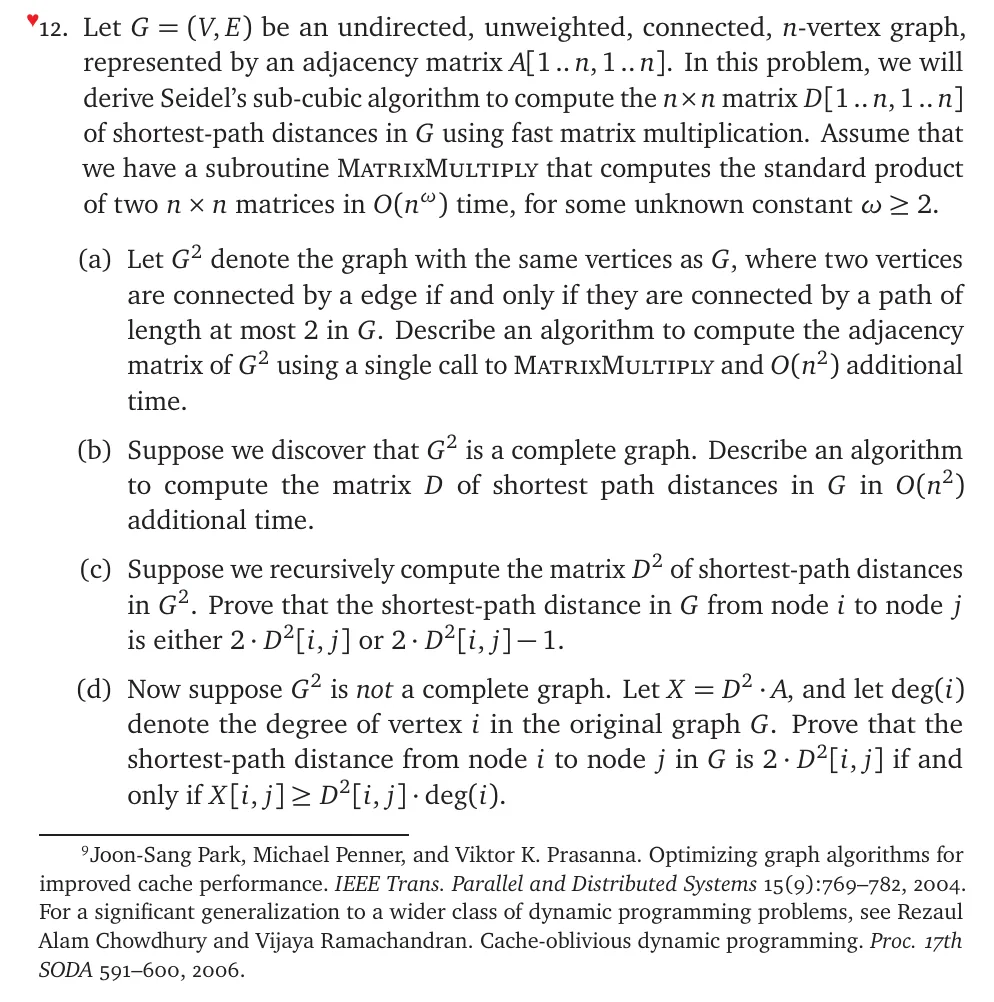 ♥12. Let G = (V, E) be an undirected, unweighted, connected, n-vertex graph,
represented by an adjacency matrix A[1 .. n, 1 .. n]. In this problem, we will
derive Seidel’s sub-cubic algorithm to compute the n×n matrix D[1 .. n, 1 .. n]
of shortest-path distances in G using fast matrix multiplication. Assume that
we have a subroutine MATRIXMULTIPLY that computes the standard product
of two n × n matrices in O(n^ω) time, for some unknown constant ω ≥ 2.
(a) Let G² denote the graph with the same vertices as G, where two vertices
are connected by a edge if and only if they are connected by a path of
length at most 2 in G. Describe an algorithm to compute the adjacency
matrix of G² using a single call to MATRIXMULTIPLY and O(n²) additional
time.
(b) Suppose we discover that G² is a complete graph. Describe an algorithm
to compute the matrix D of shortest path distances in G in O(n²)
additional time.
(c) Suppose we recursively compute the matrix D² of shortest-path distances
in G². Prove that the shortest-path distance in G from node i to node j
is either 2 · D²[i, j] or 2 · D²[i, j] − 1.
(d) Now suppose G² is not a complete graph. Let X = D² · A, and let deg(i)
denote the degree of vertex i in the original graph G. Prove that the
shortest-path distance from node i to node j in G is 2 · D²[i, j] if and
only if X[i, j] ≥ D²[i, j] · deg(i).
⁹Joon-Sang Park, Michael Penner, and Viktor K. Prasanna. Optimizing graph algorithms for
improved cache performance. IEEE Trans. Parallel and Distributed Systems 15(9):769–782, 2004.
For a significant generalization to a wider class of dynamic programming problems, see Rezaul
Alam Chowdhury and Vijaya Ramachandran. Cache-oblivious dynamic programming. Proc. 17th
SODA 591–600, 2006.